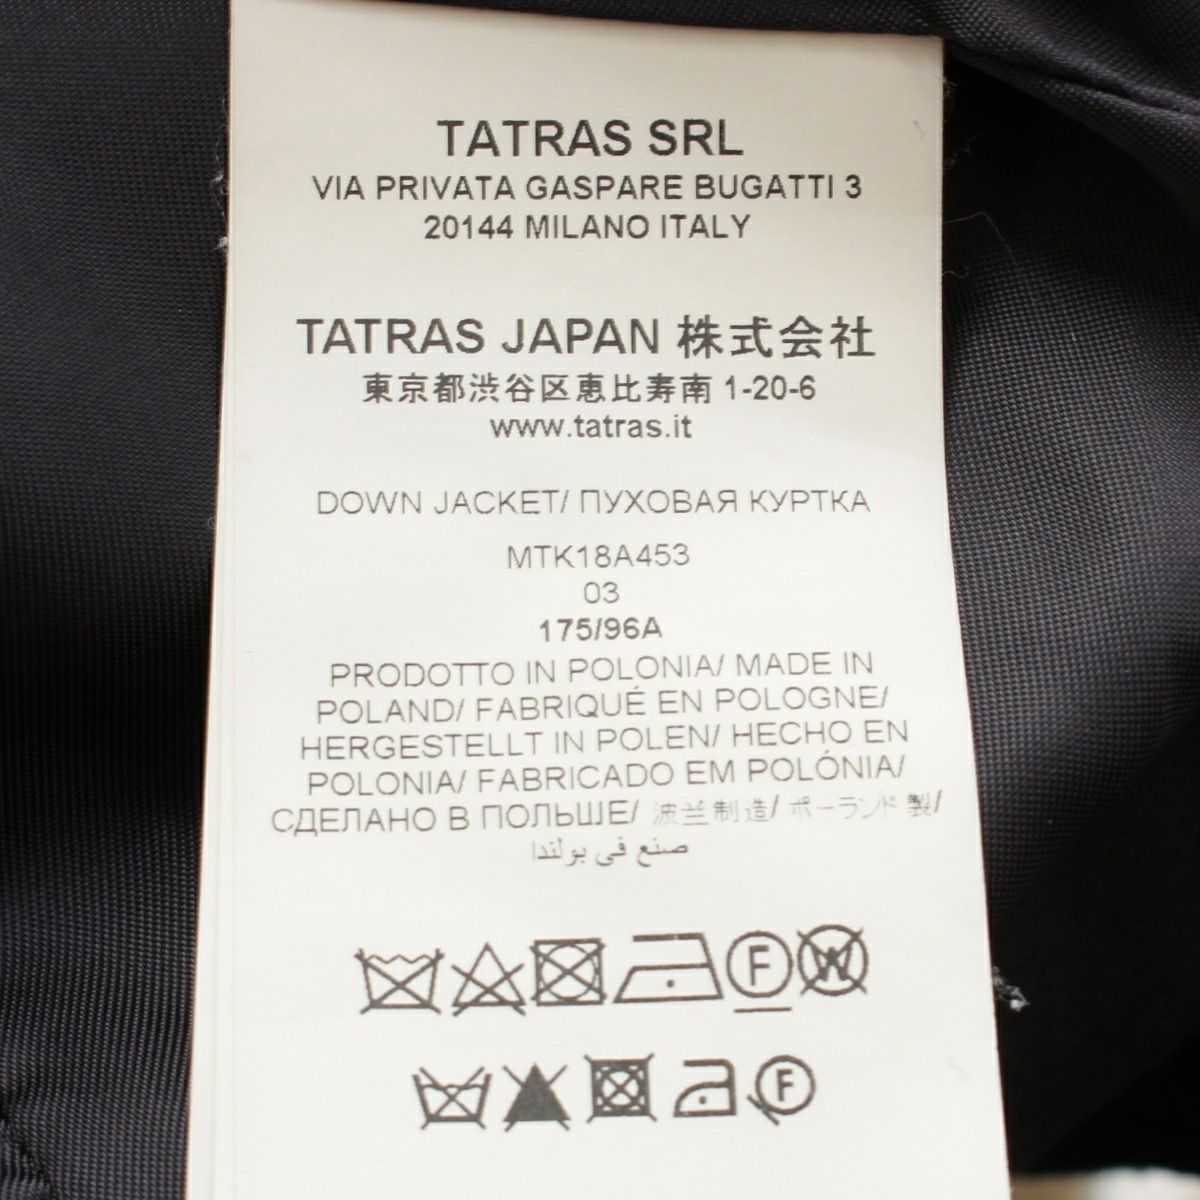 TATRAS SRL
VIA PRIVATA GASPARE BUGATTI 3
20144 MILANO ITALY
TATRAS JAPAN 株式会社
東京都渋谷区恵比寿南 1-20-6
www.tatras.it
DOWN JACKET/ ПУХОВАЯ КУРТКА
MTK18A453
03
175/96A
PRODOTTO IN POLONIA/ MADE IN
POLAND/ FABRIQUÉ EN POLOGNE/
HERGESTELLT IN POLEN/ HECHO EN
POLONIA/ FABRICADO EM POLÓNIA/
СДЕЛАНО В ПОЛЬШЕ/ 波兰制造/ ポーランド製/
صنع في بولندا
F W
F